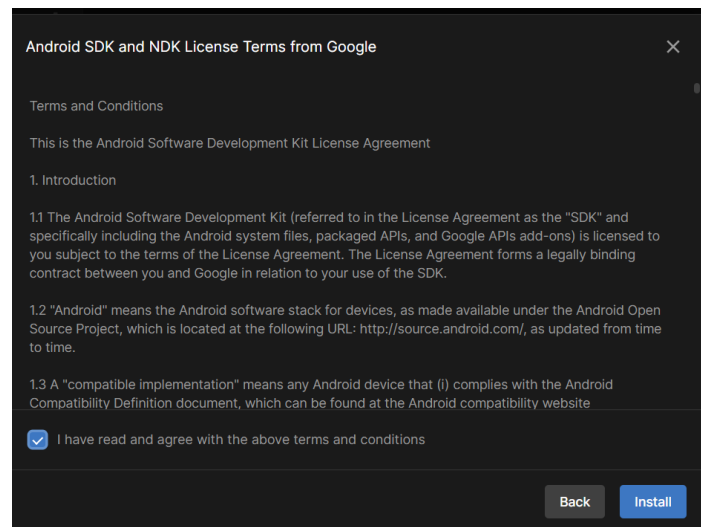 Android SDK and NDK License Terms from Google
Terms and Conditions
This is the Android Software Development Kit License Agreement
1. Introduction
1.1 The Android Software Development Kit (referred to in the License Agreement as the "SDK" and
specifically including the Android system files, packaged APIs, and Google APIs add-ons) is licensed to
you subject to the terms of the License Agreement. The License Agreement forms a legally binding
contract between you and Google in relation to your use of the SDK.
1.2 "Android" means the Android software stack for devices, as made available under the Android Open
Source Project, which is located at the following URL: http://source.android.com/, as updated from time
to time.
1.3 A "compatible implementation" means any Android device that (i) complies with the Android
Compatibility Definition document, which can be found at the Android compatibility website
I have read and agree with the above terms and conditions
Back
Install